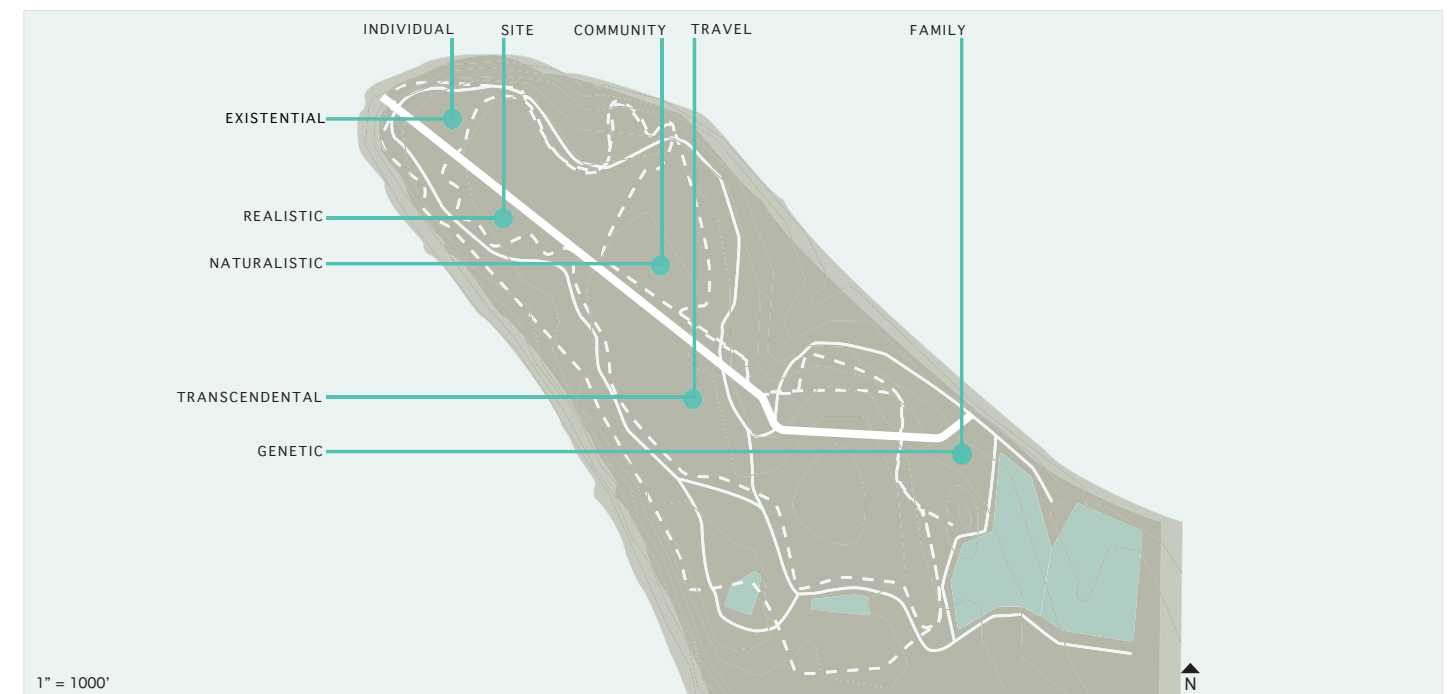 INDIVIDUAL SITE COMMUNITY TRAVEL FAMILY
EXISTENTIAL
REALISTIC
NATURALISTIC
TRANSCENDENTAL
GENETIC
1” = 1000’
N